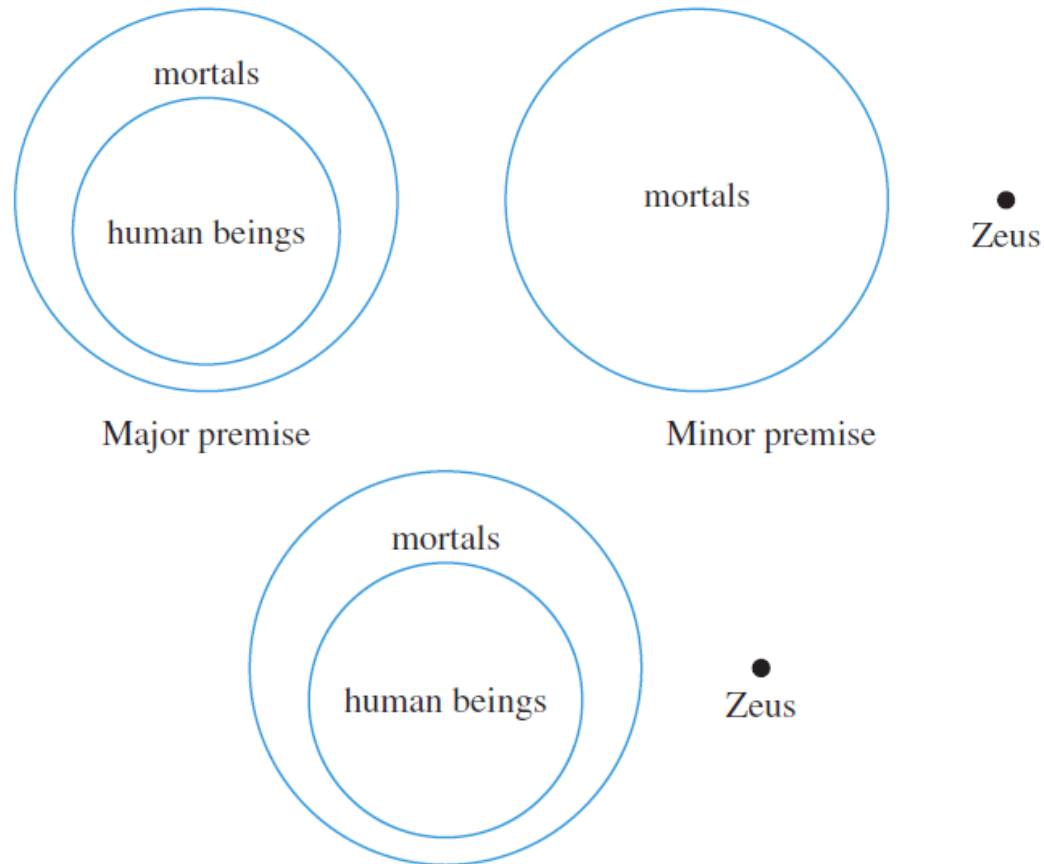 mortals
human beings
mortals
Zeus
Major premise
Minor premise
mortals
human beings
Zeus